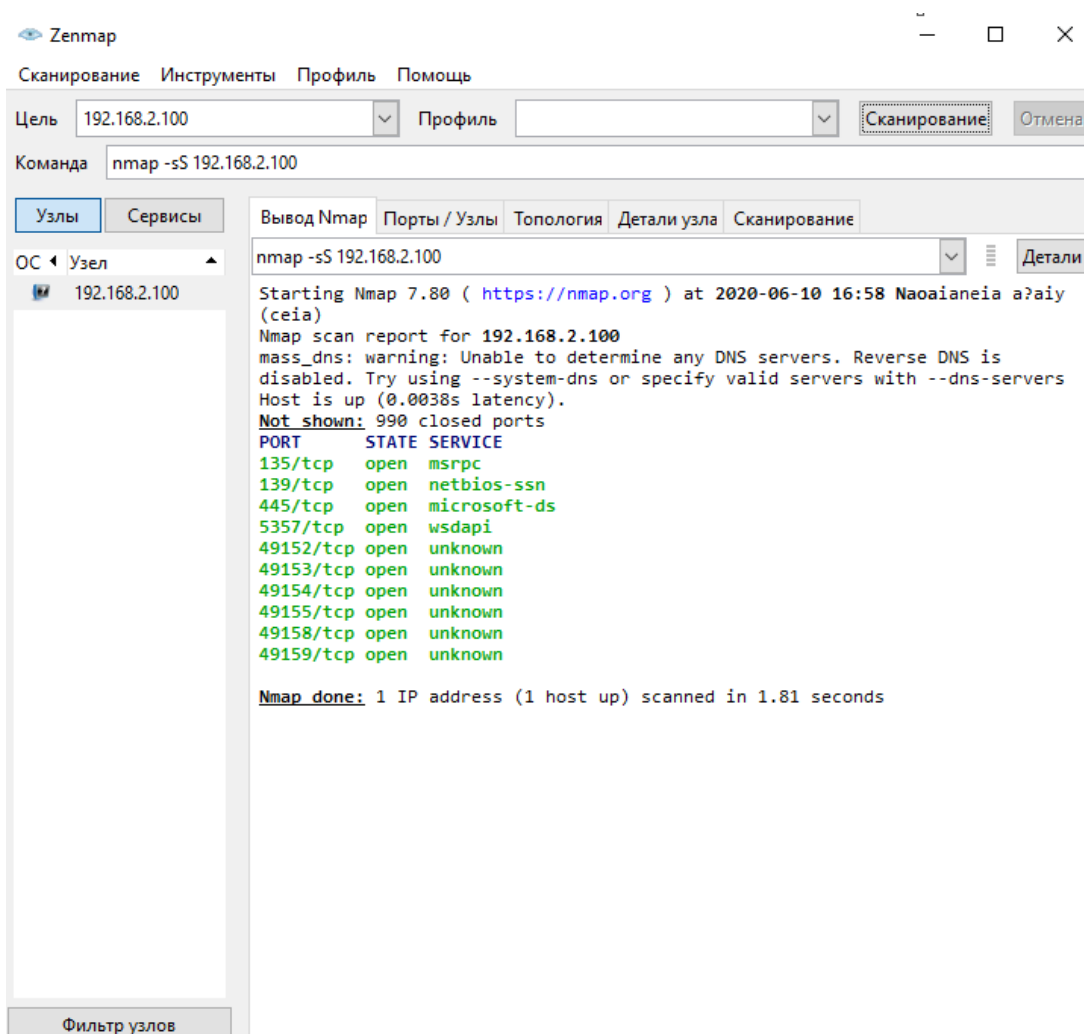 Zenmap
Сканирование Инструменты Профиль Помощь
Цель 192.168.2.100 Профиль Сканирование Отмена
Команда nmap -sS 192.168.2.100
Узлы Сервисы Вывод Nmap Порты / Узлы Топология Детали узла Сканирование
nmap -sS 192.168.2.100 Детали
ОС Узел
192.168.2.100
Starting Nmap 7.80 ( https://nmap.org ) at 2020-06-10 16:58 Naoaianeia a?aiy
(ceia)
Nmap scan report for 192.168.2.100
mass_dns: warning: Unable to determine any DNS servers. Reverse DNS is
disabled. Try using --system-dns or specify valid servers with --dns-servers
Host is up (0.0038s latency).
Not shown: 990 closed ports
PORT STATE SERVICE
135/tcp open msrpc
139/tcp open netbios-ssn
445/tcp open microsoft-ds
5357/tcp open wsdapi
49152/tcp open unknown
49153/tcp open unknown
49154/tcp open unknown
49155/tcp open unknown
49158/tcp open unknown
49159/tcp open unknown
Nmap done: 1 IP address (1 host up) scanned in 1.81 seconds
Фильтр узлов